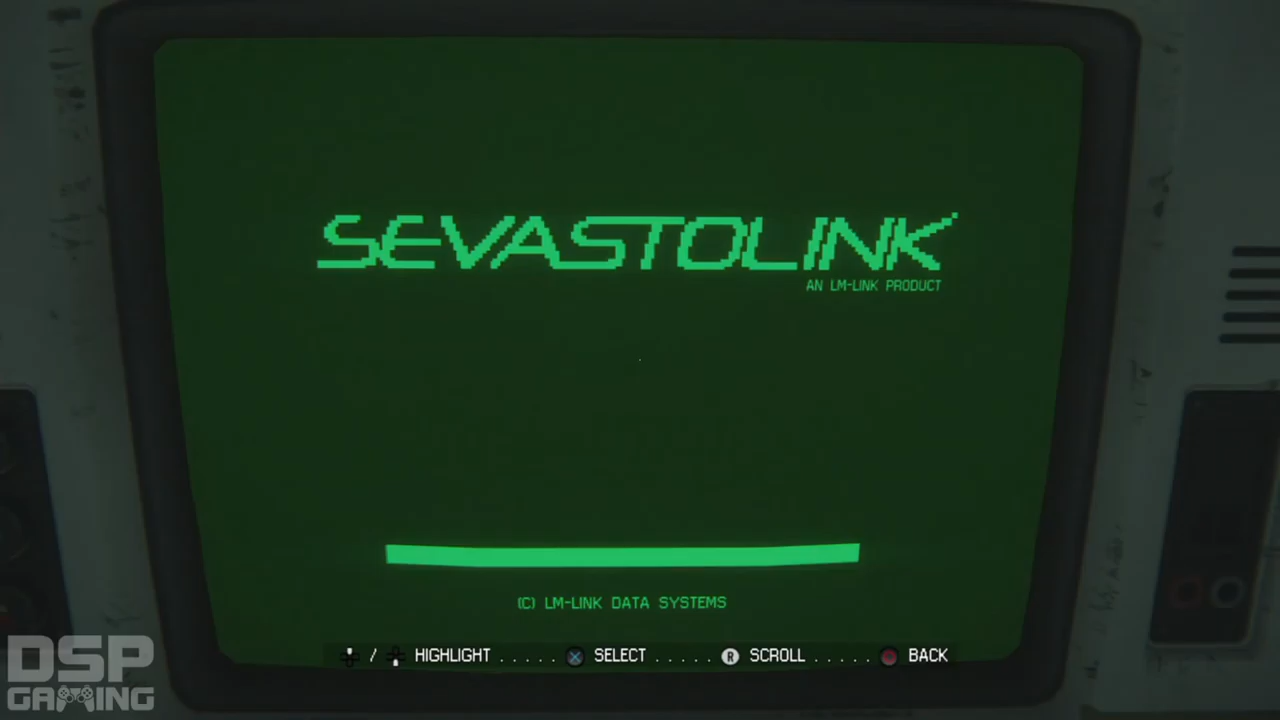 SEVASTOLINK
AN LM-LINK PRODUCT
(C) LM-LINK DATA SYSTEMS
/ HIGHLIGHT . . . . . SELECT . . . . . R SCROLL . . . . . BACK
DSP
GAMING